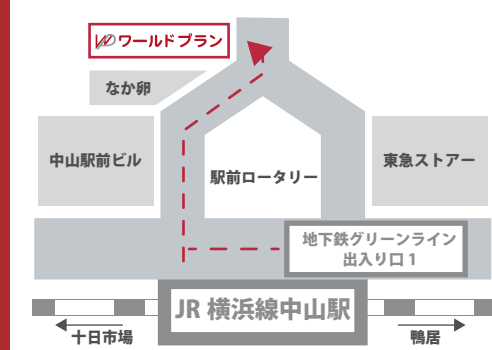 ワールドプラン
なか卯
中山駅前ビル
駅前ロータリー
東急ストアー
地下鉄グリーンライン
出入り口1
JR 横浜線中山駅
十日市場
鴨居